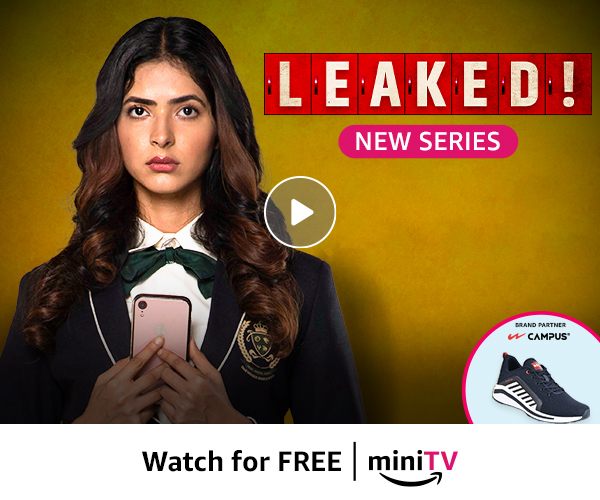 LEAKED!
NEW SERIES
BRAND PARTNER
CAMPUS®
Watch for FREE | miniTV